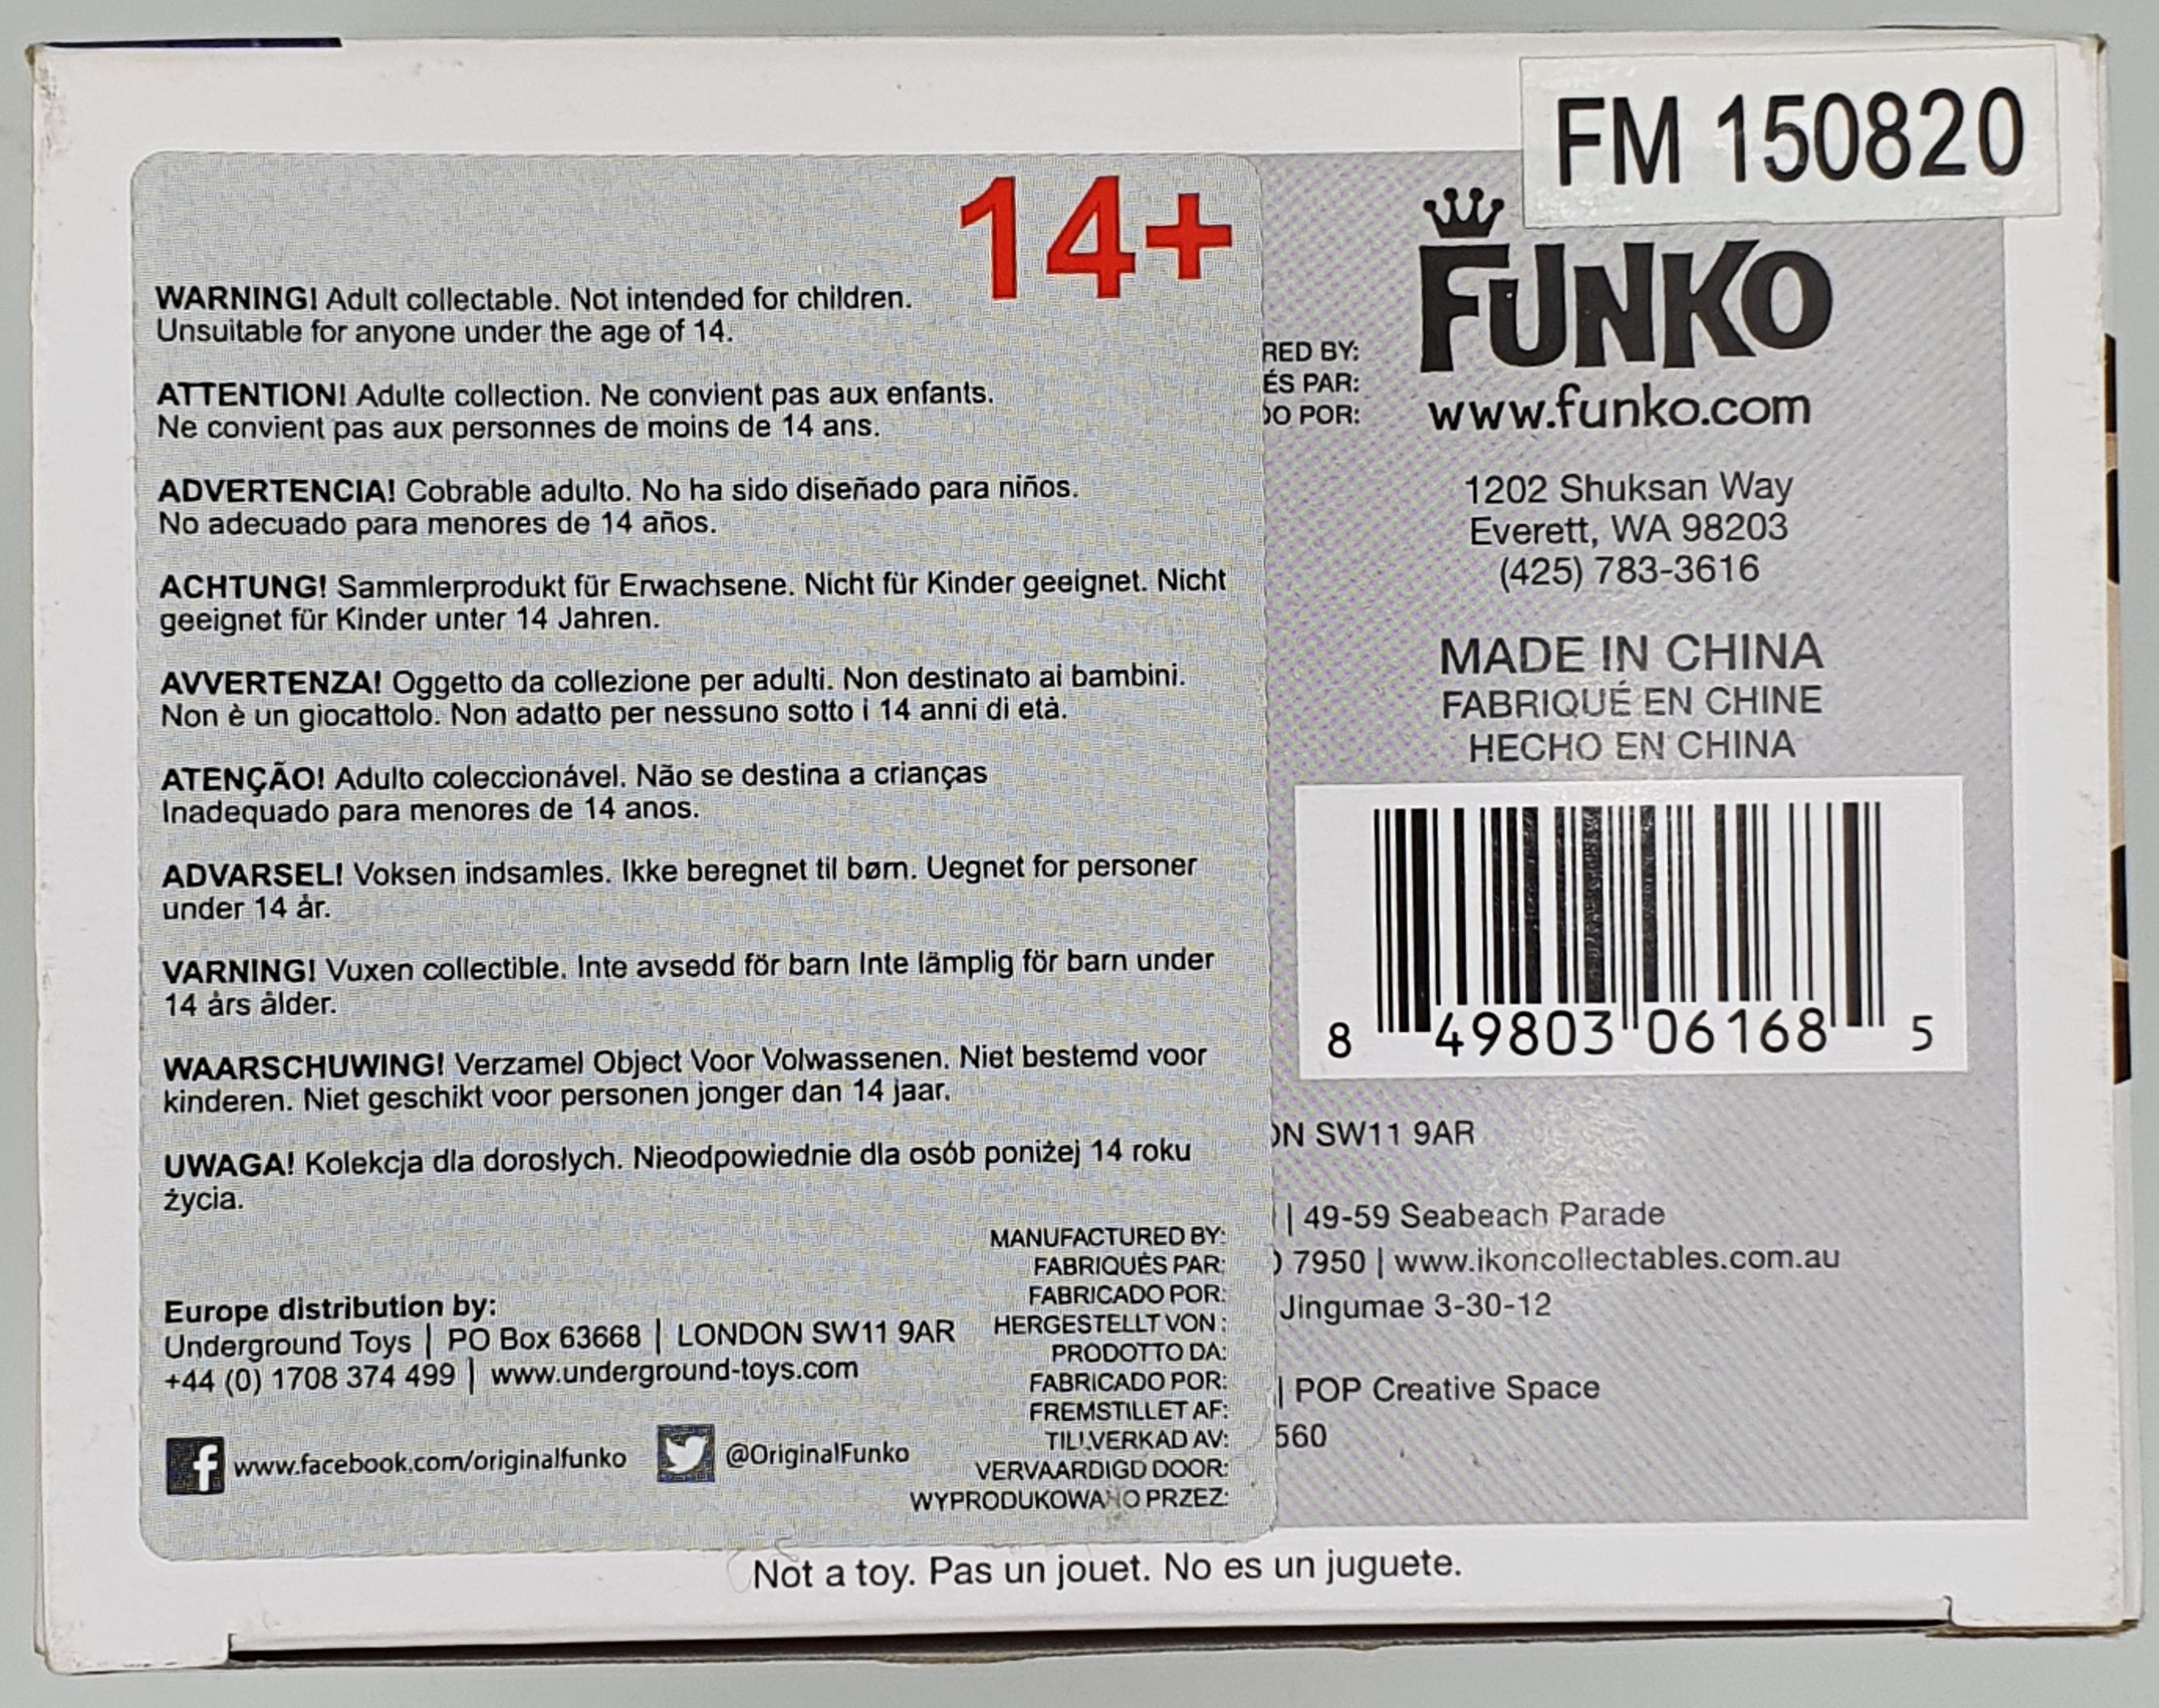 FM 150820
14+
WARNING! Adult collectable. Not intended for children.
Unsuitable for anyone under the age of 14.
ATTENTION! Adulte collection. Ne convient pas aux enfants.
Ne convient pas aux personnes de moins de 14 ans.
ADVERTENCIA! Cobrable adulto. No ha sido diseñado para niños.
No adecuado para menores de 14 años.
ACHTUNG! Sammlerprodukt für Erwachsene. Nicht für Kinder geeignet. Nicht
geeignet für Kinder unter 14 Jahren.
AVVERTENZA! Oggetto da collezione per adulti. Non destinato ai bambini.
Non è un giocattolo. Non adatto per nessuno sotto i 14 anni di età.
ATENÇÃO! Adulto coleccionável. Não se destina a crianças
Inadequado para menores de 14 anos.
ADVARSEL! Voksen indsamles. Ikke beregnet til børn. Uegnet for personer
under 14 år.
VARNING! Vuxen collectible. Inte avsedd för barn Inte lämplig för barn under
14 års ålder.
WAARSCHUWING! Verzamel Object Voor Volwassenen. Niet bestemd voor
kinderen. Niet geschikt voor personen jonger dan 14 jaar.
UWAGA! Kolekcja dla dorosłych. Nieodpowiednie dla osób poniżej 14 roku
życia.
MANUFACTURED BY:
FABRIQUÉS PAR:
FABRICADO POR:
HERGESTELLT VON :
PRODOTTO DA:
FABRICADO POR:
FREMSTILLET AF:
TILLVERKAD AV:
VERVAARDIGD DOOR:
WYPRODUKOWANO PRZEZ:
Europe distribution by:
Underground Toys | PO Box 63668 | LONDON SW11 9AR
+44 (0) 1708 374 499 | www.underground-toys.com
www.facebook.com/originalfunko @OriginalFunko
RED BY:
ÉS PAR:
DO POR:
FUNKO
www.funko.com
1202 Shuksan Way
Everett, WA 98203
(425) 783-3616
MADE IN CHINA
FABRIQUÉ EN CHINE
HECHO EN CHINA
8 49803 06168 5
ON SW11 9AR
| 49-59 Seabeach Parade
7950 | www.ikoncollectables.com.au
Jingumae 3-30-12
| POP Creative Space
560
Not a toy. Pas un jouet. No es un juguete.